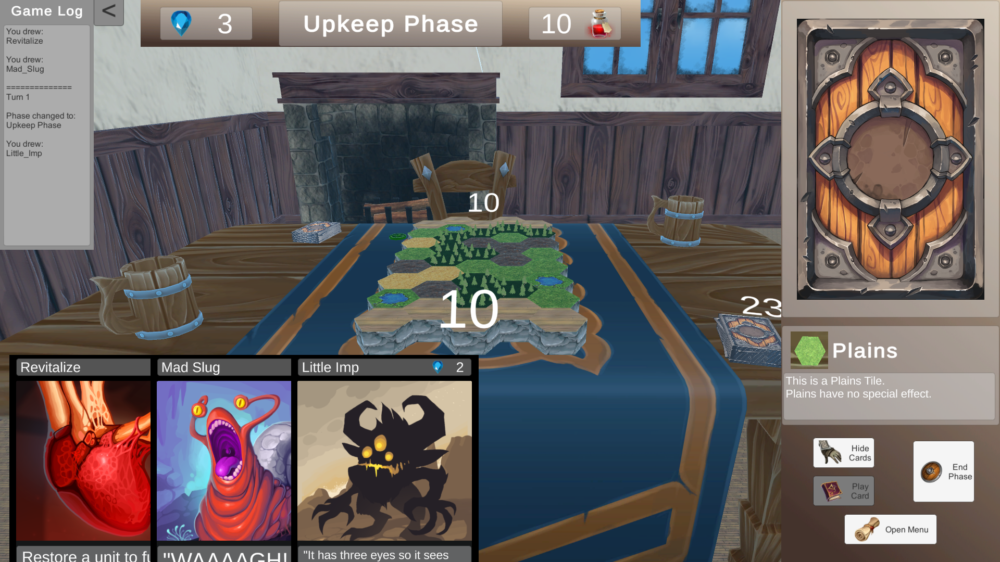 Game Log
<
You drew:
Revitalize
You drew:
Mad_Slug
==============
Turn 1
Phase changed to:
Upkeep Phase
You drew:
Little_Imp
3
Upkeep Phase
10
10
10
23
Plains
This is a Plains Tile.
Plains have no special effect.
Hide
Cards
Play
Card
End
Phase
Open Menu
Revitalize
Restore a unit to fu
Mad Slug
"WAAAAGH!
Little Imp 2
"It has three eyes so it sees